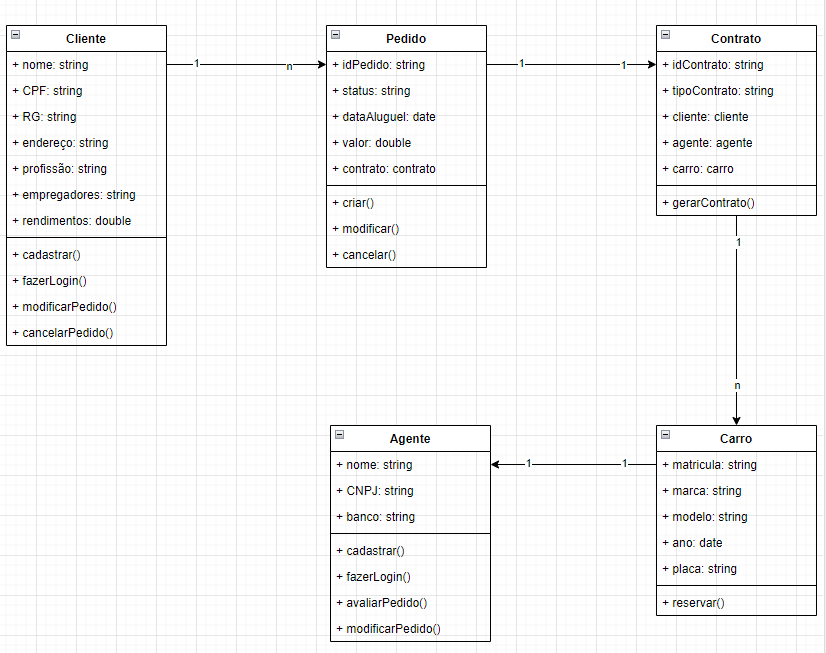 Cliente
+ nome: string
+ CPF: string
+ RG: string
+ endereço: string
+ profissão: string
+ empregadores: string
+ rendimentos: double
+ cadastrar()
+ fazerLogin()
+ modificarPedido()
+ cancelarPedido()
1
n
Pedido
+ idPedido: string
+ status: string
+ dataAluguel: date
+ valor: double
+ contrato: contrato
+ criar()
+ modificar()
+ cancelar()
1
1
Contrato
+ idContrato: string
+ tipoContrato: string
+ cliente: cliente
+ agente: agente
+ carro: carro
+ gerarContrato()
1
n
Agente
+ nome: string
+ CNPJ: string
+ banco: string
+ cadastrar()
+ fazerLogin()
+ avaliarPedido()
+ modificarPedido()
1
1
Carro
+ matricula: string
+ marca: string
+ modelo: string
+ ano: date
+ placa: string
+ reservar()